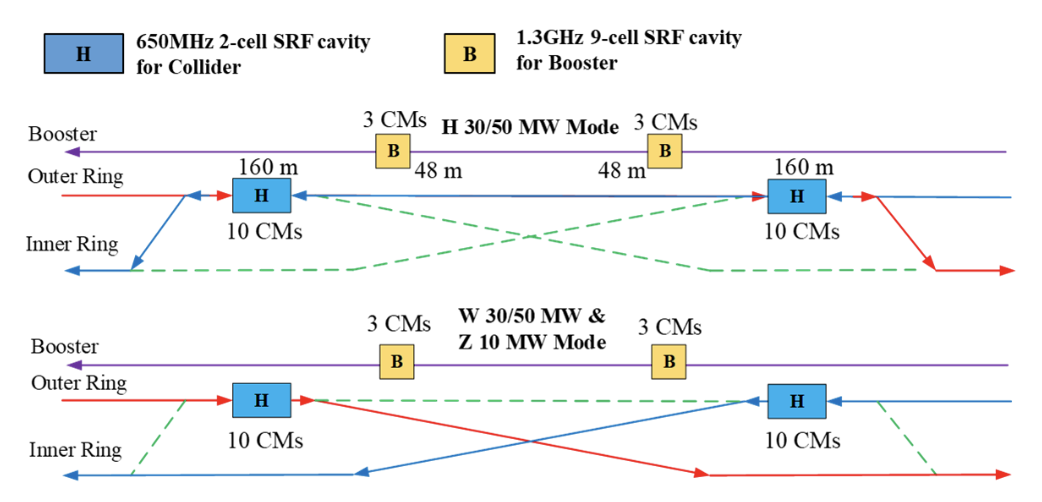 H
650MHz 2-cell SRF cavity
for Collider
B
1.3GHz 9-cell SRF cavity
for Booster
3 CMs
H 30/50 MW Mode
3 CMs
Booster
B
B
160 m
48 m
48 m
160 m
Outer Ring
H
H
10 CMs
10 CMs
Inner Ring
W 30/50 MW &
Z 10 MW Mode
3 CMs
3 CMs
Booster
B
B
Outer Ring
H
H
10 CMs
10 CMs
Inner Ring